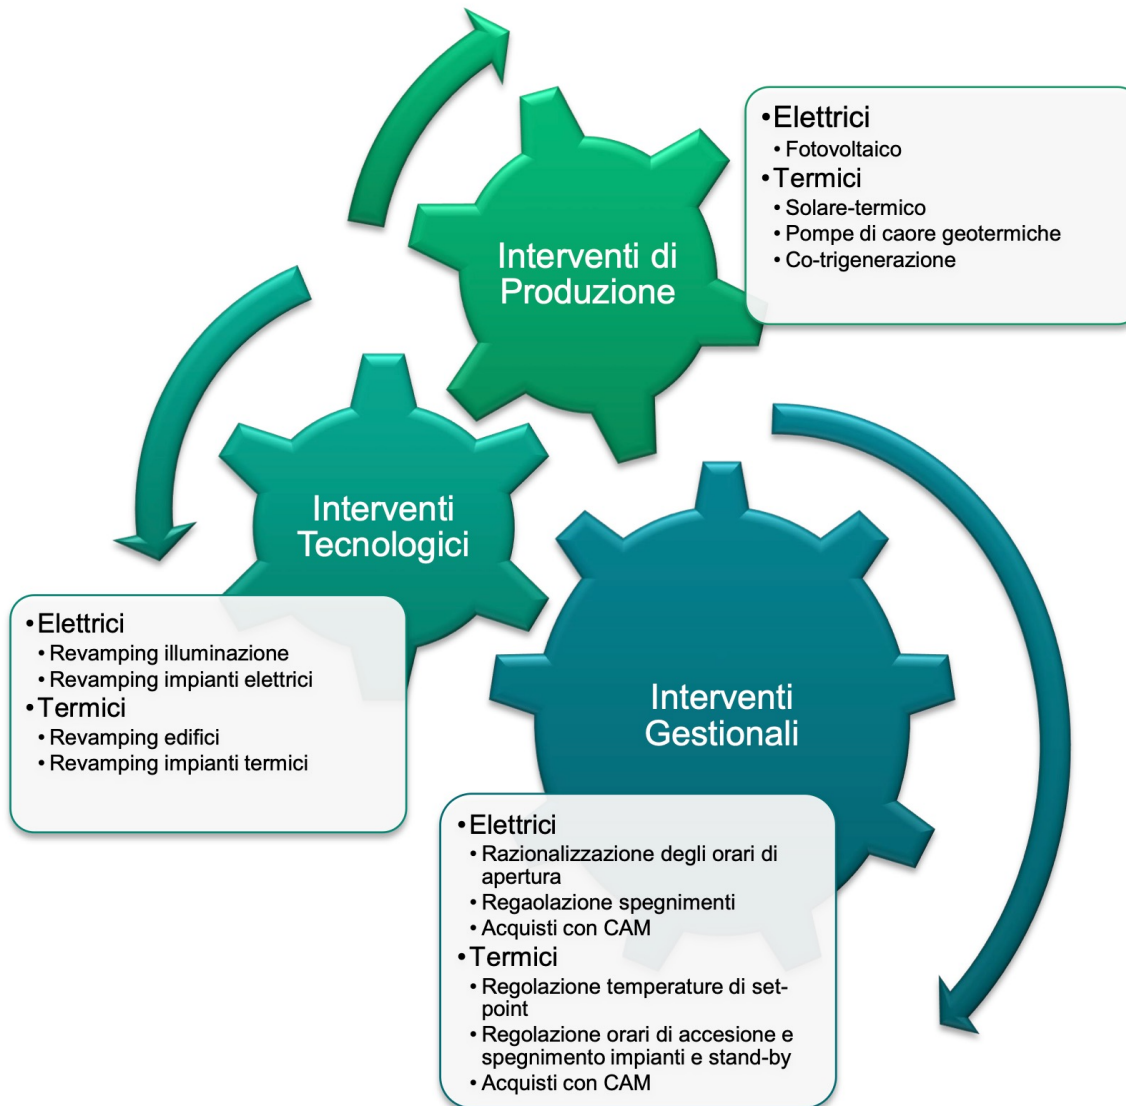 Interventi di
Produzione
•Elettrici
• Fotovoltaico
•Termici
• Solare-termico
• Pompe di caore geotermiche
• Co-trigenerazione
Interventi
Tecnologici
•Elettrici
• Revamping illuminazione
• Revamping impianti elettrici
•Termici
• Revamping edifici
• Revamping impianti termici
Interventi
Gestionali
•Elettrici
• Razionalizzazione degli orari di
apertura
• Regaolazione spegnimenti
• Acquisti con CAM
•Termici
• Regolazione temperature di set-
point
• Regolazione orari di accesione e
spegnimento impianti e stand-by
• Acquisti con CAM